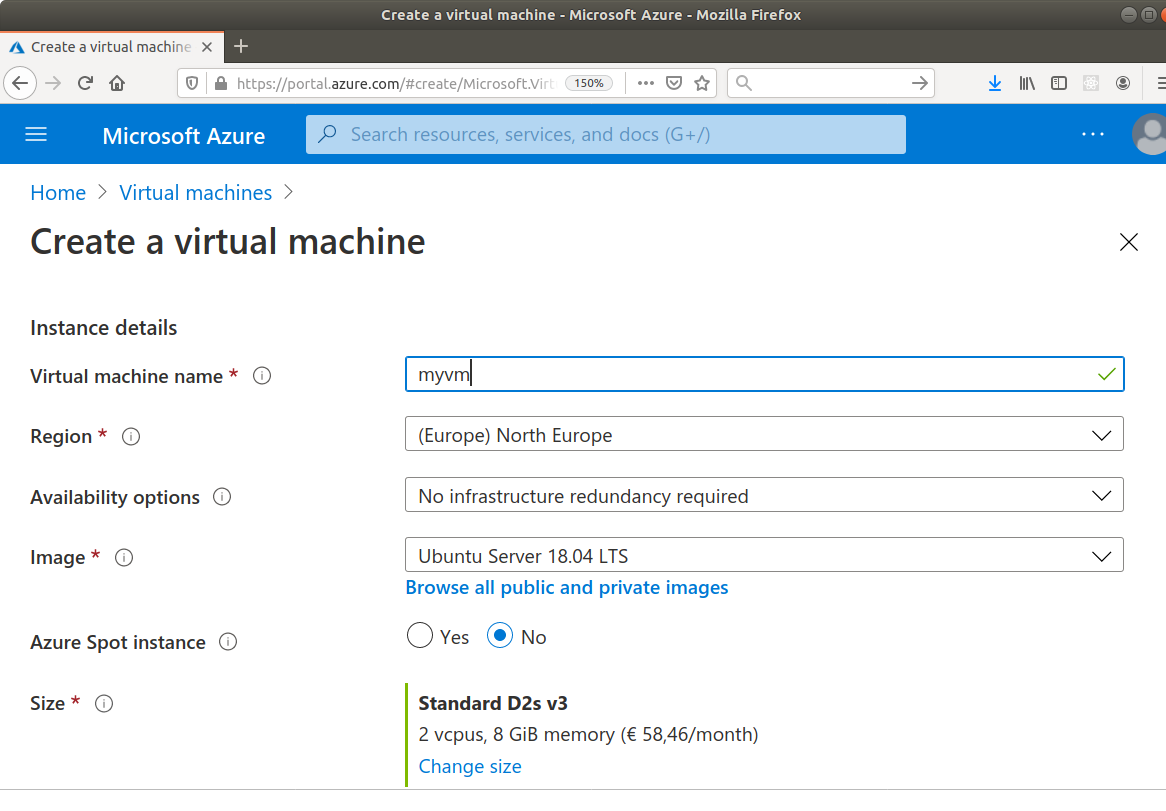 Create a virtual machine - Microsoft Azure - Mozilla Firefox
Create a virtual machine
https://portal.azure.com/#create/Microsoft.Virt 150%
Microsoft Azure Search resources, services, and docs (G+/)
Home > Virtual machines >
Create a virtual machine
Instance details
Virtual machine name * myvm
Region * (Europe) North Europe
Availability options No infrastructure redundancy required
Image * Ubuntu Server 18.04 LTS
Browse all public and private images
Azure Spot instance Yes No
Size * Standard D2s v3
2 vcpus, 8 GiB memory (€ 58,46/month)
Change size